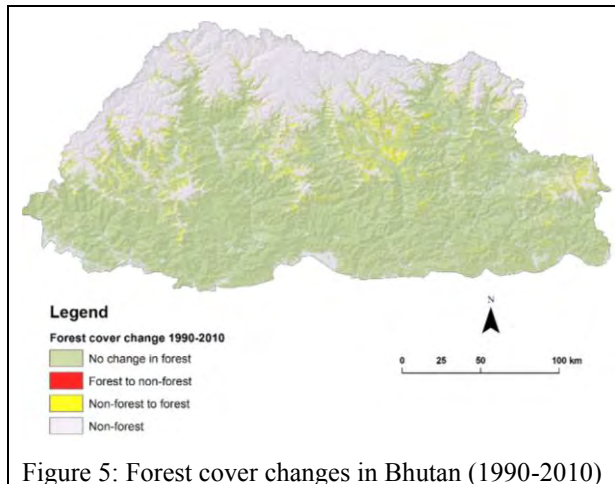 N
Legend
Forest cover change 1990-2010
No change in forest
Forest to non-forest
Non-forest to forest
Non-forest
0 25 50 100 km
Figure 5: Forest cover changes in Bhutan (1990-2010)